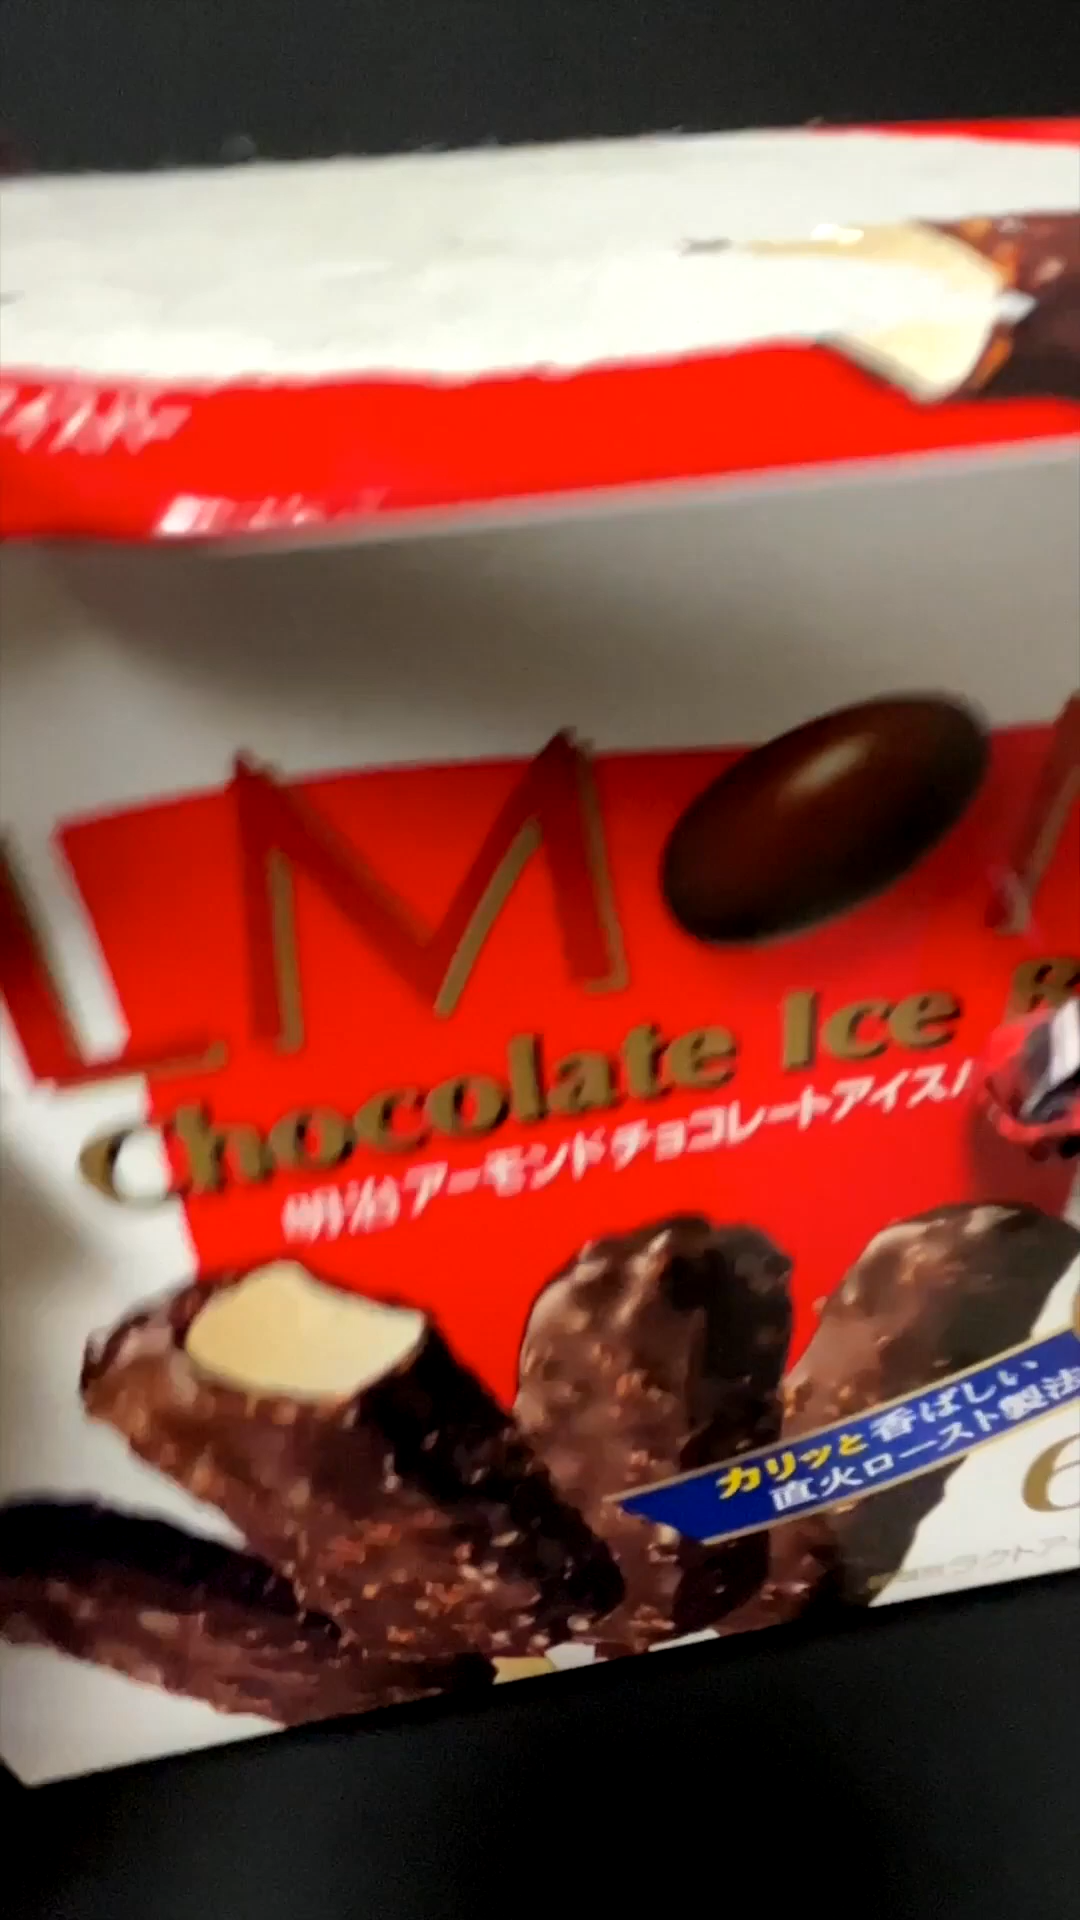 LMO
Chocolate Ice B
明治アーモンドチョコレートアイス
カリッと香ばしい
直火ロースト製法
6